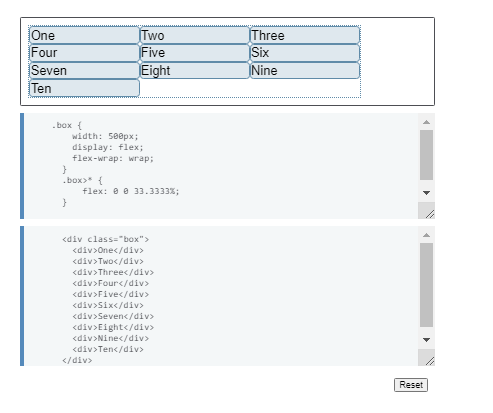 One Two Three
Four Five Six
Seven Eight Nine
Ten
.box {
width: 500px;
display: flex;
flex-wrap: wrap;
}
.box>* {
flex: 0 0 33.3333%;
}
<div class="box">
<div>One</div>
<div>Two</div>
<div>Three</div>
<div>Four</div>
<div>Five</div>
<div>Six</div>
<div>Seven</div>
<div>Eight</div>
<div>Nine</div>
<div>Ten</div>
</div>
Reset